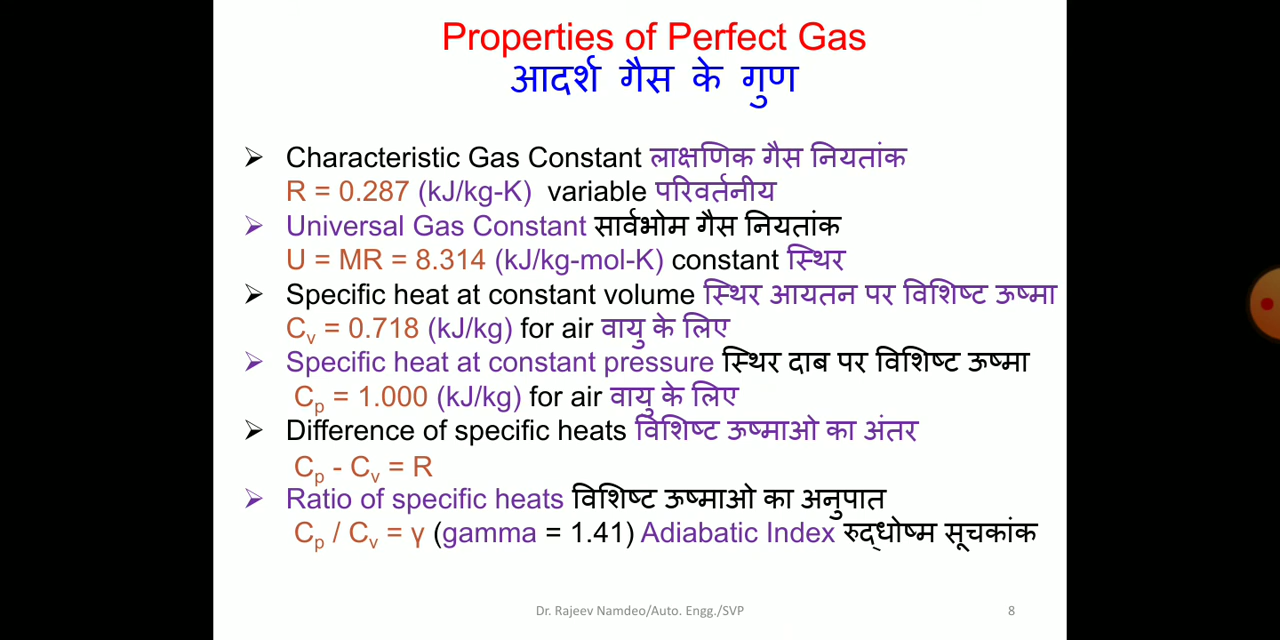 Properties of Perfect Gas
आदर्श गैस के गुण
➢ Characteristic Gas Constant लाक्षणिक गैस नियतांक
R = 0.287 (kJ/kg-K) variable परिवर्तनीय
➢ Universal Gas Constant सार्वभोम गैस नियतांक
U = MR = 8.314 (kJ/kg-mol-K) constant स्थिर
➢ Specific heat at constant volume स्थिर आयतन पर विशिष्ट ऊष्मा
Cv = 0.718 (kJ/kg) for air वायु के लिए
➢ Specific heat at constant pressure स्थिर दाब पर विशिष्ट ऊष्मा
Cp = 1.000 (kJ/kg) for air वायु के लिए
➢ Difference of specific heats विशिष्ट ऊष्माओ का अंतर
Cp - Cv = R
➢ Ratio of specific heats विशिष्ट ऊष्माओ का अनुपात
Cp / Cv = γ (gamma = 1.41) Adiabatic Index रुद्धोष्म सूचकांक
Dr. Rajeev Namdeo/Auto. Engg./SVP 8